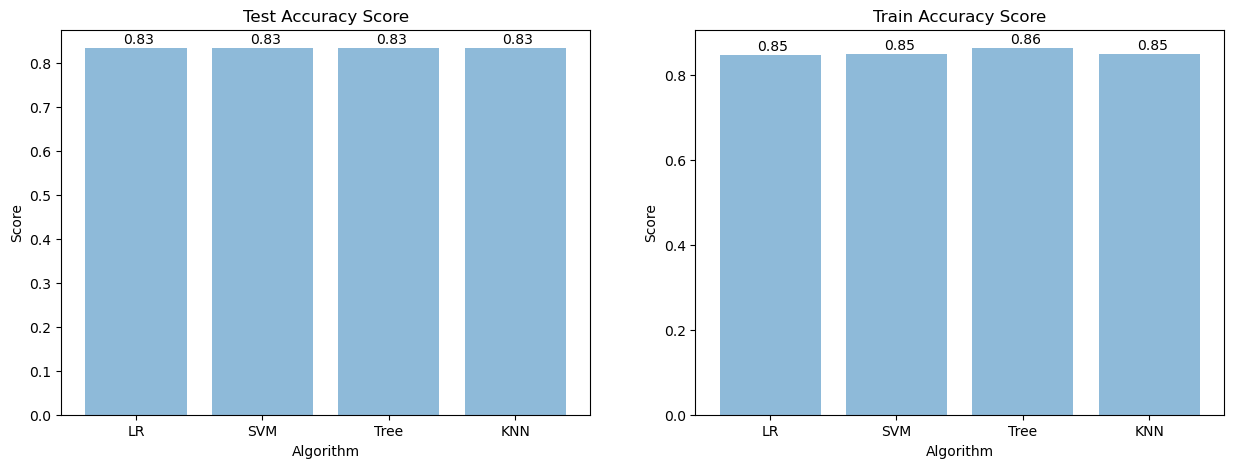 Test Accuracy Score
0.83 0.83 0.83 0.83
0.8
0.7
0.6
0.5
0.4
0.3
0.2
0.1
0.0
Score
LR SVM Tree KNN
Algorithm
Train Accuracy Score
0.85 0.85 0.86 0.85
0.8
0.6
0.4
0.2
0.0
Score
LR SVM Tree KNN
Algorithm